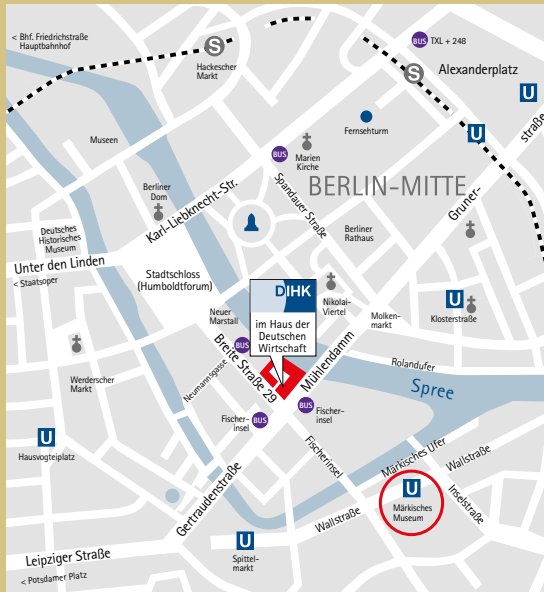 < Bhf. Friedrichstraße
Hauptbahnhof
S
Hackescher
Markt
BUS TXL + 248
S
Alexanderplatz
U
U
straße
Museen
Fernsehturm
BUS
Marien
Kirche
BERLIN-MITTE
Berliner
Dom
Karl-Liebknecht-Str.
Spandauer Straße
Gruner-
Deutsches
Historisches
Museum
Berliner
Rathaus
Unter den Linden
< Staatsoper
Stadtschloss
(Humboldtforum)
DIHK
im Haus der
Deutschen
Wirtschaft
Nikolai-
Viertel
Molken-
markt
U
Klosterstraße
Neuer
Marstall
BUS
Breite Straße 29
Mühlendamm
Rolandufer
Spree
Werderscher
Markt
Neumannsgasse
Fischer-
insel
BUS
BUS
Fischer-
insel
Fischerinsel
U
Hausvogteiplatz
Gertraudenstraße
Märkisches Ufer
Wallstraße
U
Märkisches
Museum
Inselstraße
Wallstraße
U
Spittel-
markt
Leipziger Straße
< Potsdamer Platz